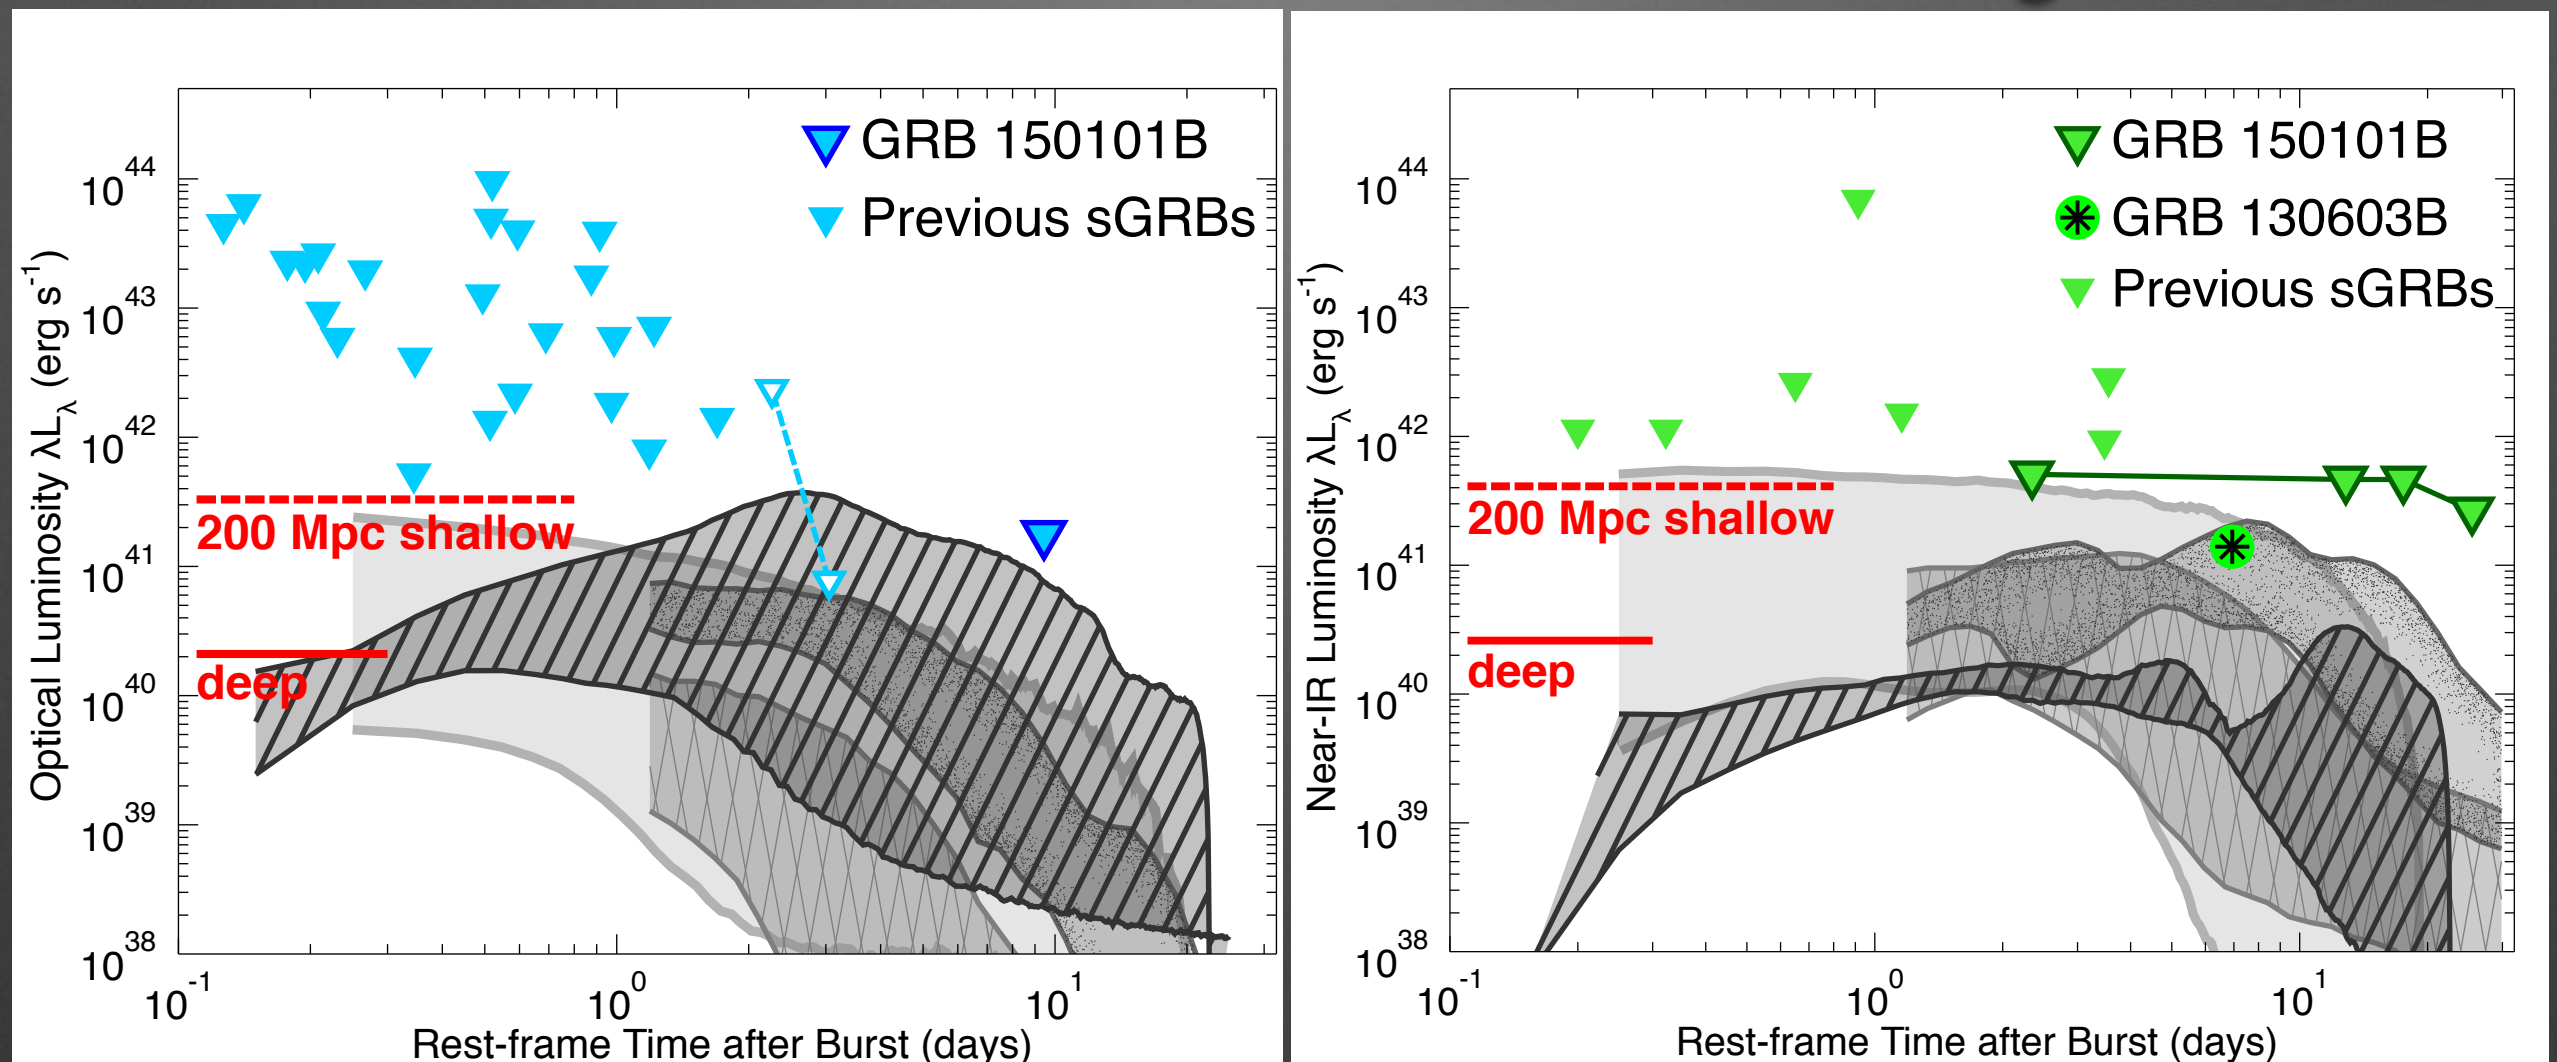 GRB 150101B
Previous sGRBs
10^44
10^43
10^42
10^41
10^40
10^39
10^38
200 Mpc shallow
deep
Optical Luminosity λL_λ (erg s^-1)
10^-1
10^0
10^1
Rest-frame Time after Burst (days)
GRB 150101B
GRB 130603B
Previous sGRBs
10^44
10^43
10^42
10^41
10^40
10^39
10^38
200 Mpc shallow
deep
Near-IR Luminosity λL_λ (erg s^-1)
10^-1
10^0
10^1
Rest-frame Time after Burst (days)